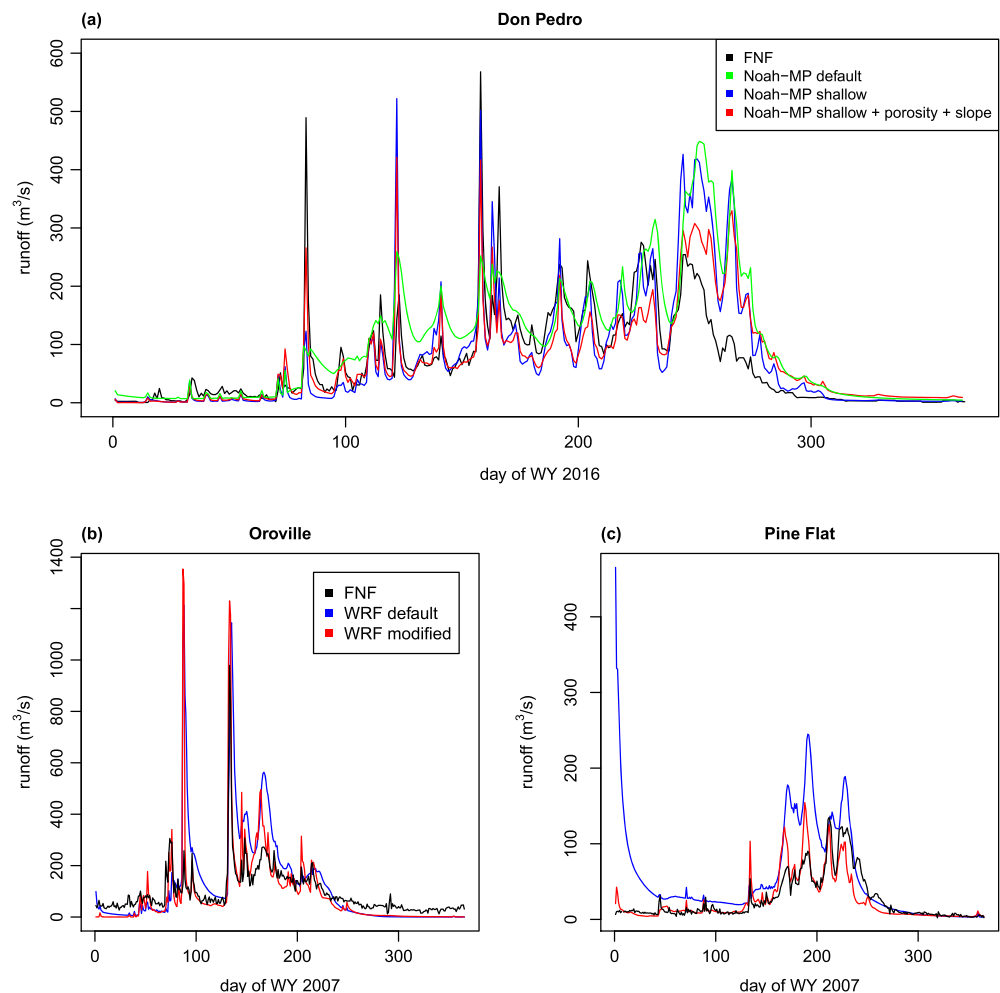 (a) Don Pedro
FNF
Noah−MP default
Noah−MP shallow
Noah−MP shallow + porosity + slope
runoff (m³/s)
0 100 200 300 400 500 600
0 100 200 300
day of WY 2016
(b) Oroville
FNF
WRF default
WRF modified
runoff (m³/s)
0 200 400 600 800 1000 1400
0 100 200 300
day of WY 2007
(c) Pine Flat
runoff (m³/s)
0 100 200 300 400
0 100 200 300
day of WY 2007